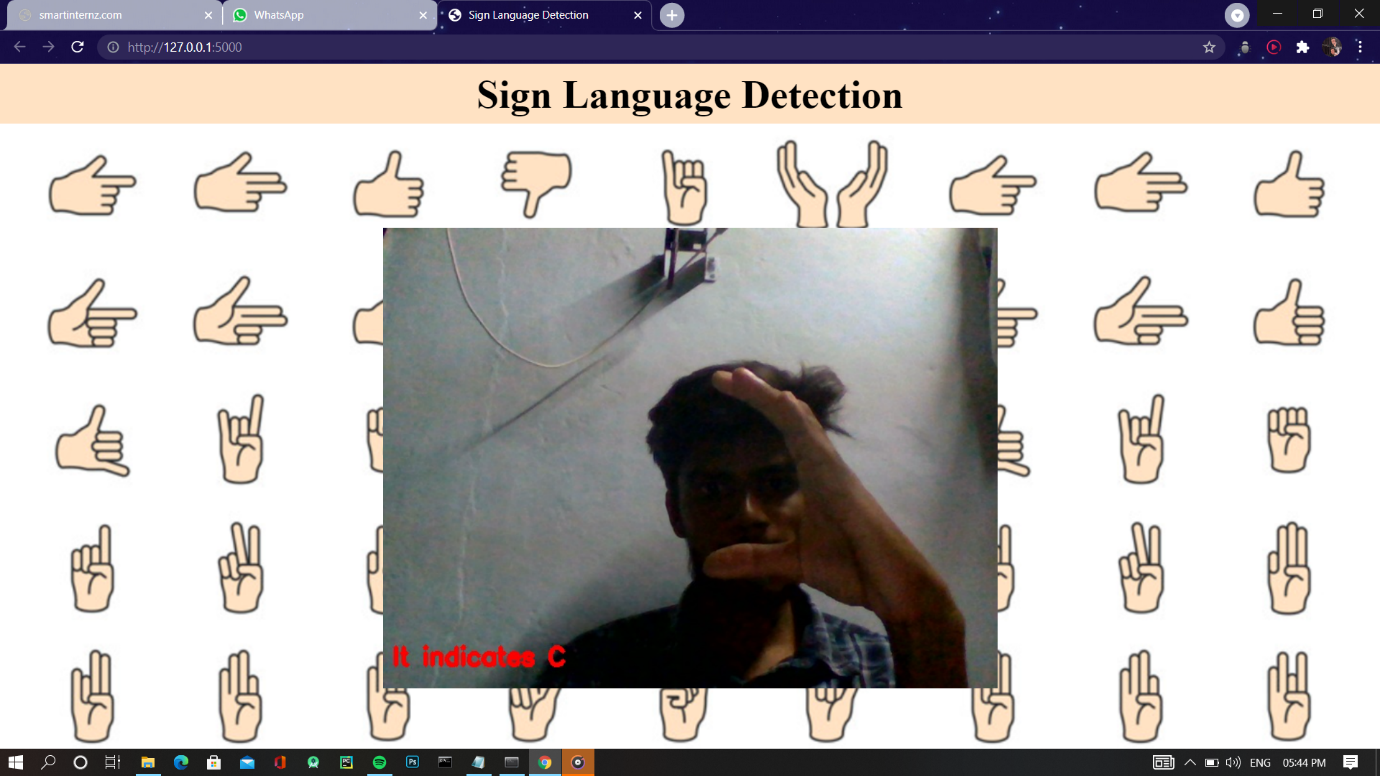 smartinternz.com
WhatsApp
Sign Language Detection
http://127.0.0.1:5000
Sign Language Detection
It indicates C
ENG
05:44 PM